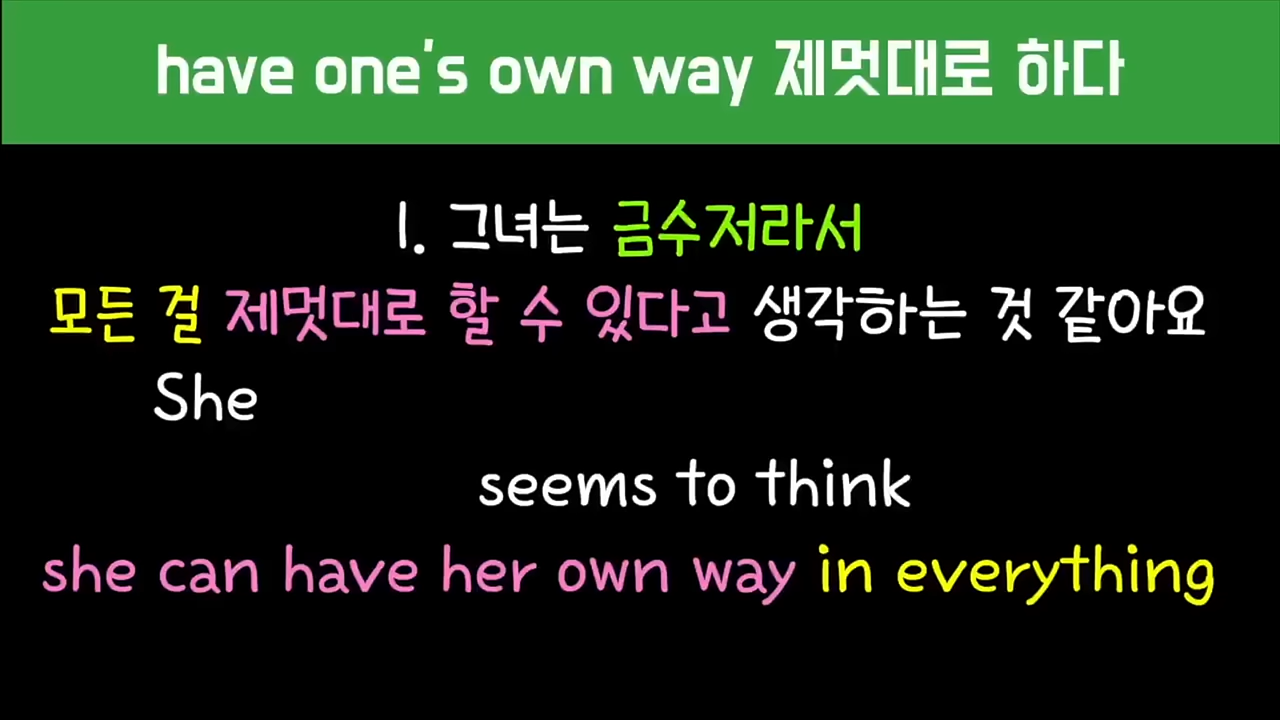 have one's own way 제멋대로 하다
1. 그녀는 금수저라서
모든 걸 제멋대로 할 수 있다고 생각하는 것 같아요
She
seems to think
she can have her own way in everything